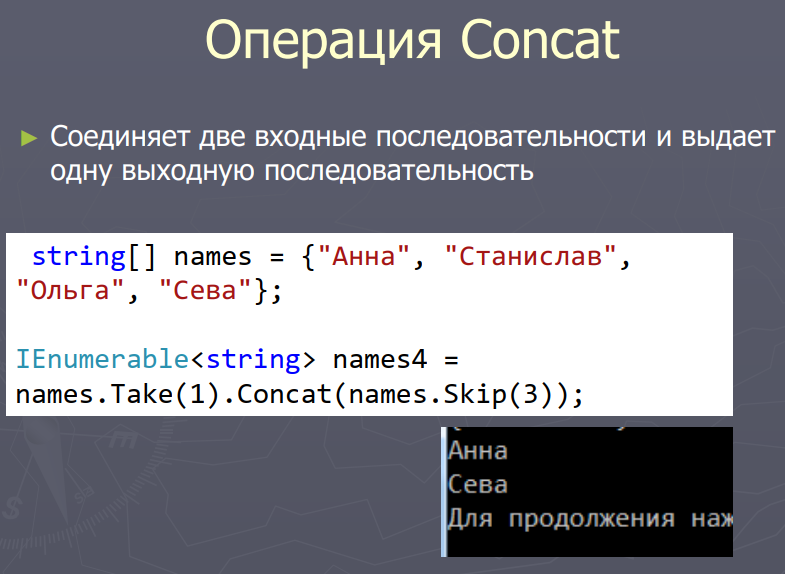 Операция Concat
► Соединяет две входные последовательности и выдает
одну выходную последовательность
string[] names = {"Анна", "Станислав",
"Ольга", "Сева"};
IEnumerable<string> names4 =
names.Take(1).Concat(names.Skip(3));
Анна
Сева
Для продолжения наж